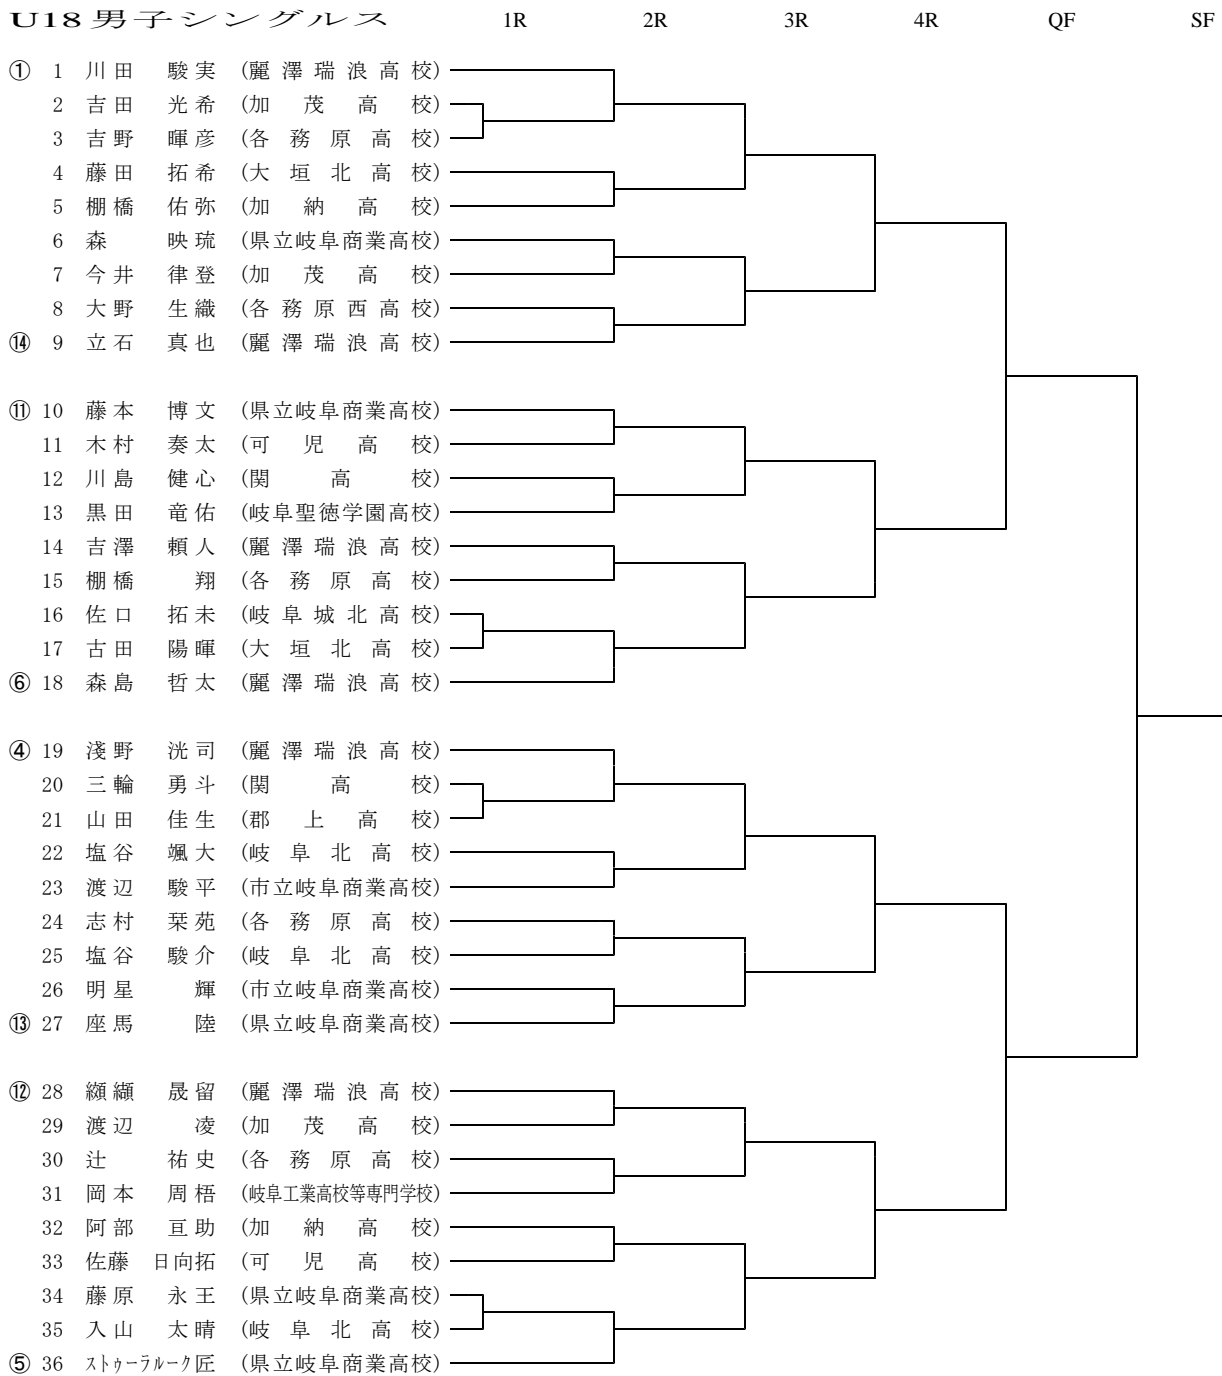 U18男子シングルス 1R 2R 3R 4R QF SF
① 1 川田 駿実 (麗澤瑞浪高校)
2 吉田 光希 (加茂高校)
3 吉野 暉彦 (各務原高校)
4 藤田 拓希 (大垣北高校)
5 棚橋 佑弥 (加納高校)
6 森 映琉 (県立岐阜商業高校)
7 今井 律登 (加茂高校)
8 大野 生織 (各務原西高校)
⑭ 9 立石 真也 (麗澤瑞浪高校)
⑪ 10 藤本 博文 (県立岐阜商業高校)
11 木村 奏太 (可児高校)
12 川島 健心 (関高校)
13 黒田 竜佑 (岐阜聖徳学園高校)
14 吉澤 頼人 (麗澤瑞浪高校)
15 棚橋 翔 (各務原高校)
16 佐口 拓未 (岐阜城北高校)
17 古田 陽暉 (大垣北高校)
⑥ 18 森島 哲太 (麗澤瑞浪高校)
④ 19 淺野 洸司 (麗澤瑞浪高校)
20 三輪 勇斗 (関高校)
21 山田 佳生 (郡上高校)
22 塩谷 颯大 (岐阜北高校)
23 渡辺 駿平 (市立岐阜商業高校)
24 志村 栞苑 (各務原高校)
25 塩谷 駿介 (岐阜北高校)
26 明星 輝 (市立岐阜商業高校)
⑬ 27 座馬 陸 (県立岐阜商業高校)
⑫ 28 纐纈 晟留 (麗澤瑞浪高校)
29 渡辺 凌 (加茂高校)
30 辻 祐史 (各務原高校)
31 岡本 周梧 (岐阜工業高校等専門学校)
32 阿部 亘助 (加納高校)
33 佐藤 日向拓 (可児高校)
34 藤原 永王 (県立岐阜商業高校)
35 入山 太晴 (岐阜北高校)
⑤ 36 ストゥーラルーク匠 (県立岐阜商業高校)